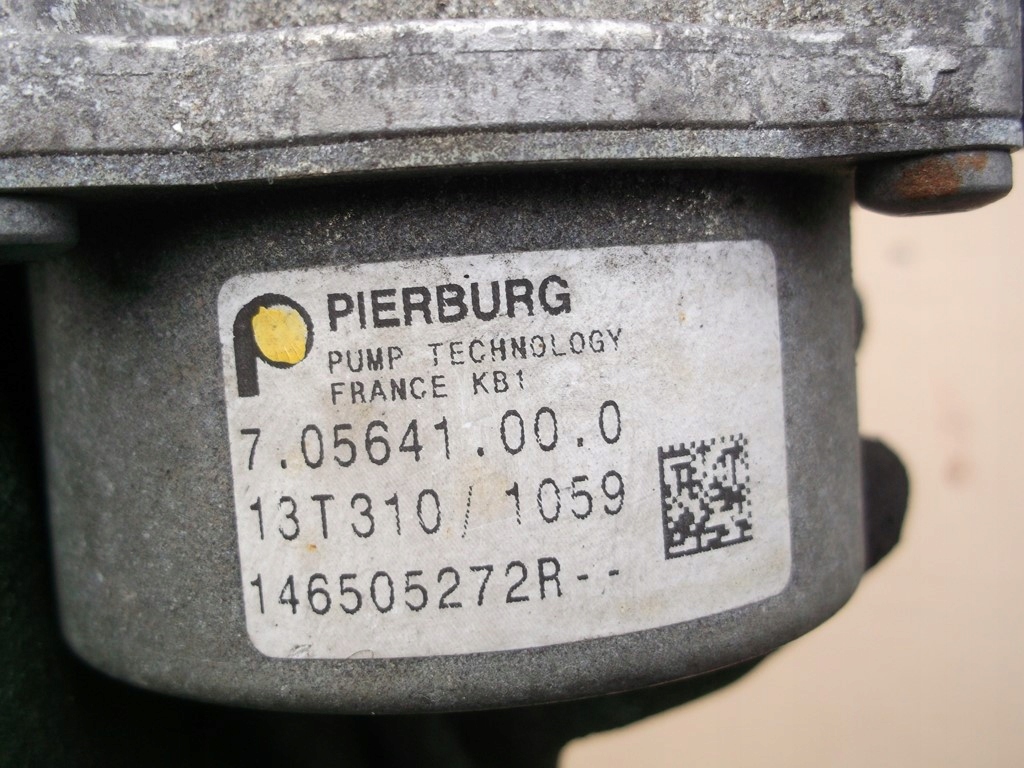 PIERBURG
PUMP TECHNOLOGY
FRANCE KB1
7.05641.00.0
13T310 / 1059
146505272R--